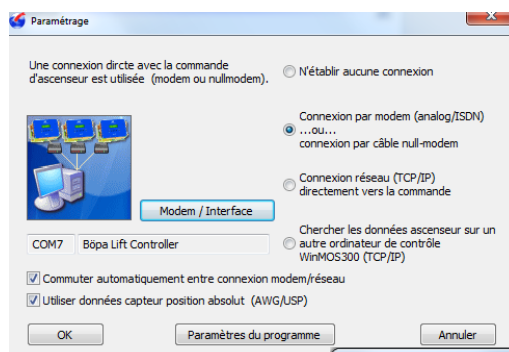 Paramétrage
Une connexion dircte avec la commande
d'ascenseur est utilisée (modem ou nullmodem).
N'établir aucune connexion
Connexion par modem (analog/ISDN)
...ou...
connexion par câble null-modem
Connexion réseau (TCP/IP)
directement vers la commande
Modem / Interface
Chercher les données ascenseur sur un
autre ordinateur de contrôle
WinMOS300 (TCP/IP)
COM7 Böpa Lift Controller
Commuter automatiquement entre connexion modem/réseau
Utiliser données capteur position absolut (AWG/USP)
OK Paramètres du programme Annuler